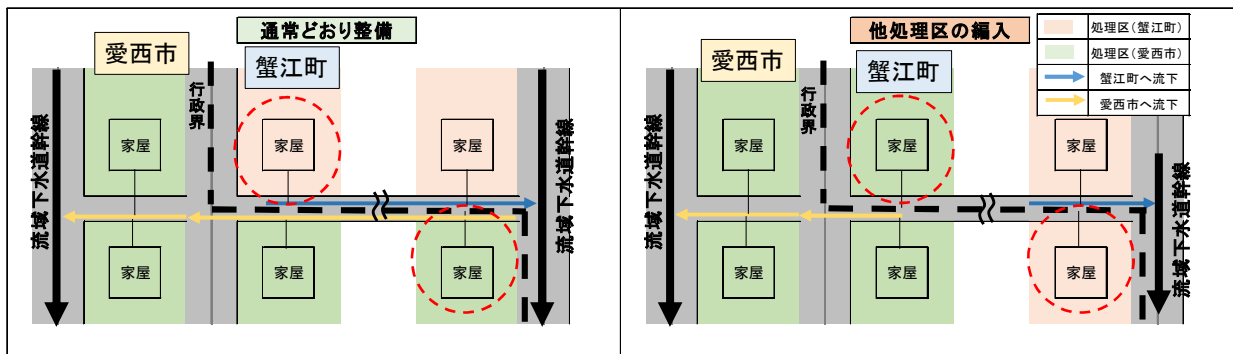 通常どおり整備
愛西市
蟹江町
行政界
流域下水道幹線
流域下水道幹線
家屋
家屋
家屋
家屋
家屋
家屋
他処理区の編入
処理区(蟹江町)
処理区(愛西市)
蟹江町へ流下
愛西市へ流下
愛西市
蟹江町
行政界
流域下水道幹線
流域下水道幹線
家屋
家屋
家屋
家屋
家屋
家屋